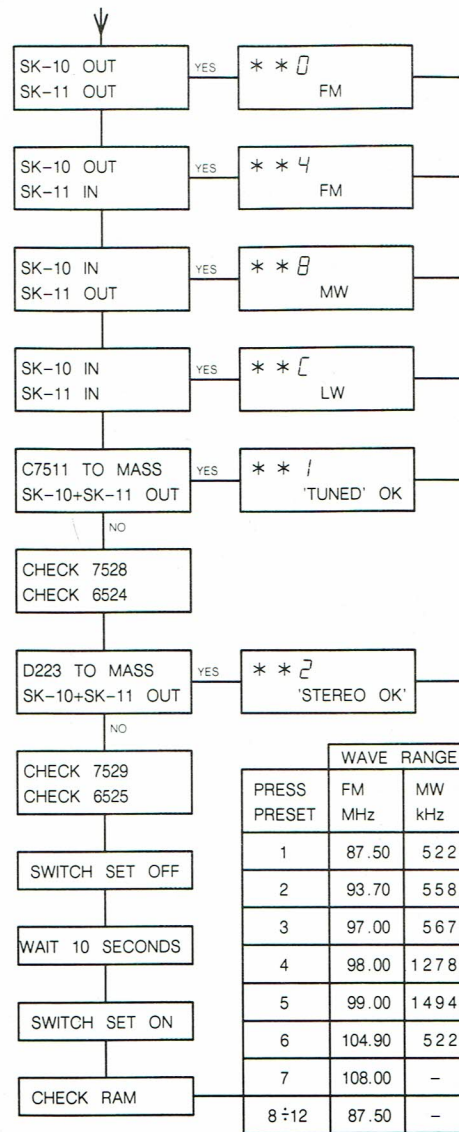 SK-10 OUT
SK-11 OUT
YES
* * 0
FM
SK-10 OUT
SK-11 IN
YES
* * 4
FM
SK-10 IN
SK-11 OUT
YES
* * 8
MW
SK-10 IN
SK-11 IN
YES
* * C
LW
C7511 TO MASS
SK-10+SK-11 OUT
YES
* * 1
'TUNED' OK
NO
CHECK 7528
CHECK 6524
D223 TO MASS
SK-10+SK-11 OUT
YES
* * 2
'STEREO OK'
NO
CHECK 7529
CHECK 6525
SWITCH SET OFF
WAIT 10 SECONDS
SWITCH SET ON
CHECK RAM
WAVE RANGE
PRESS PRESET FM MHz MW kHz
1 87.50 522
2 93.70 558
3 97.00 567
4 98.00 1278
5 99.00 1494
6 104.90 522
7 108.00 –
8÷12 87.50 –